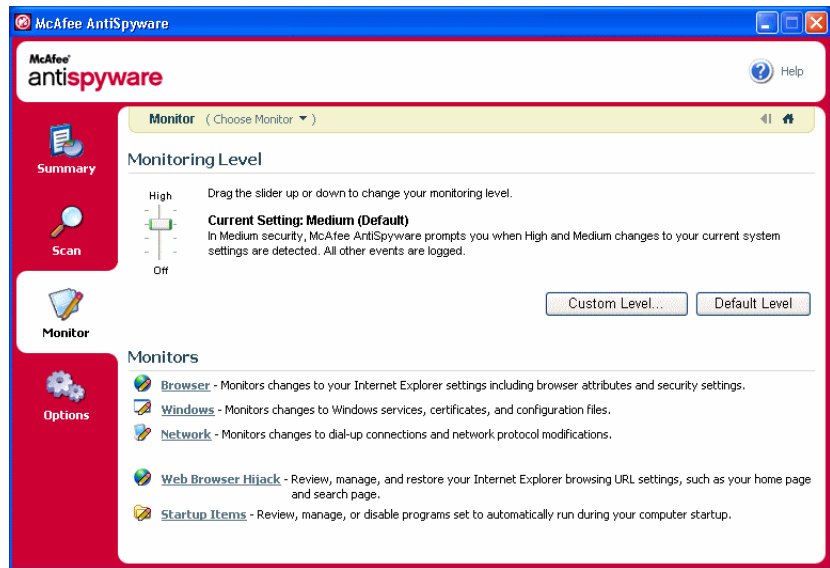 McAfee AntiSpyware
McAfee®
antispyware
Help
Monitor ( Choose Monitor ▼ )
Summary
Scan
Monitor
Options
Monitoring Level
High
Off
Drag the slider up or down to change your monitoring level.
Current Setting: Medium (Default)
In Medium security, McAfee AntiSpyware prompts you when High and Medium changes to your current system
settings are detected. All other events are logged.
Custom Level...
Default Level
Monitors
Browser - Monitors changes to your Internet Explorer settings including browser attributes and security settings.
Windows - Monitors changes to Windows services, certificates, and configuration files.
Network - Monitors changes to dial-up connections and network protocol modifications.
Web Browser Hijack - Review, manage, and restore your Internet Explorer browsing URL settings, such as your home page
and search page.
Startup Items - Review, manage, or disable programs set to automatically run during your computer startup.